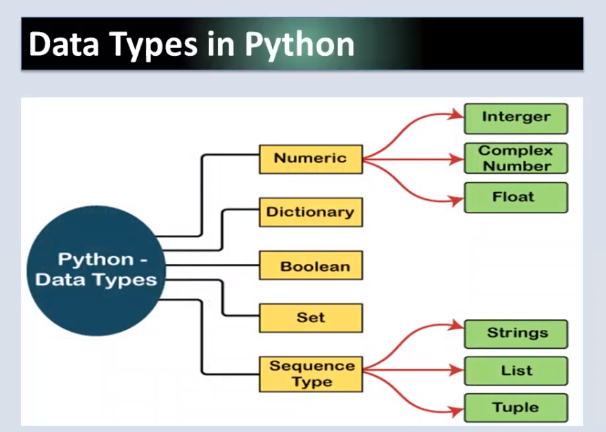 Data Types in Python
Python -
Data Types
Numeric
Dictionary
Boolean
Set
Sequence
Type
Interger
Complex
Number
Float
Strings
List
Tuple